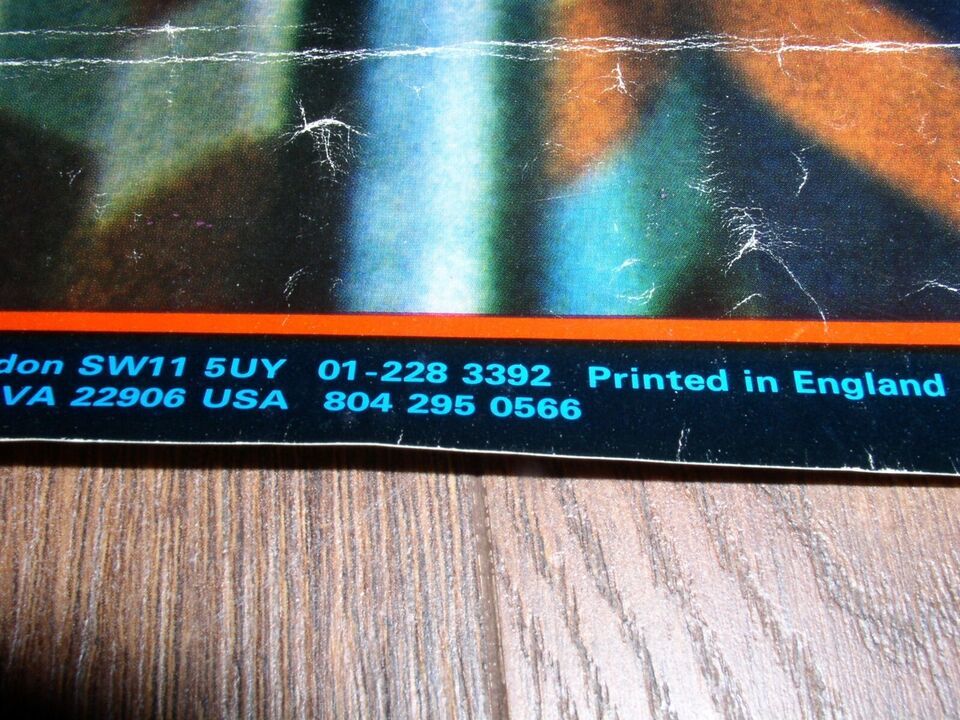 don SW11 5UY 01-228 3392 Printed in England
VA 22906 USA 804 295 0566